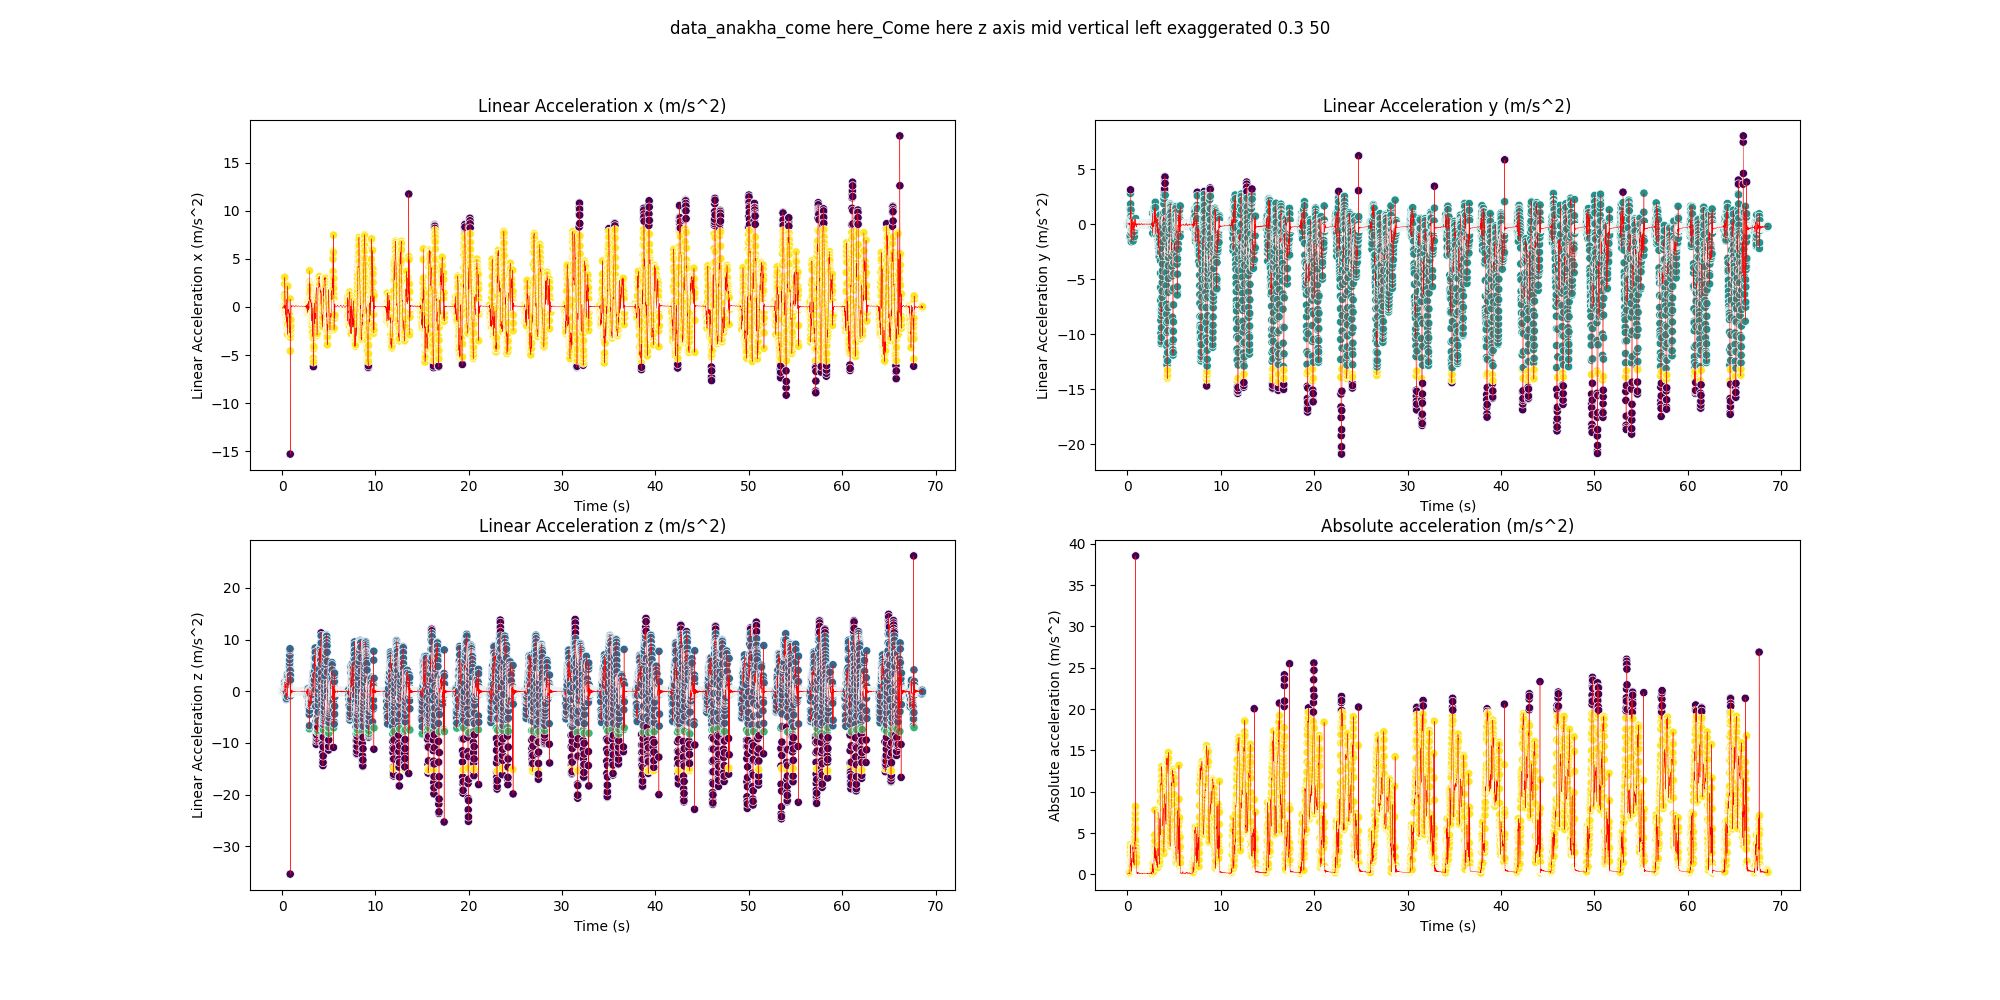 data_anakha_come here_Come here z axis mid vertical left exaggerated 0.3 50
Linear Acceleration x (m/s^2)
Linear Acceleration x (m/s^2)
15
10
5
0
−5
−10
−15
0 10 20 30 40 50 60 70
Time (s)
Linear Acceleration y (m/s^2)
Linear Acceleration y (m/s^2)
5
0
−5
−10
−15
−20
0 10 20 30 40 50 60 70
Time (s)
Linear Acceleration z (m/s^2)
Linear Acceleration z (m/s^2)
20
10
0
−10
−20
−30
0 10 20 30 40 50 60 70
Time (s)
Absolute acceleration (m/s^2)
Absolute acceleration (m/s^2)
40
35
30
25
20
15
10
5
0
0 10 20 30 40 50 60 70
Time (s)